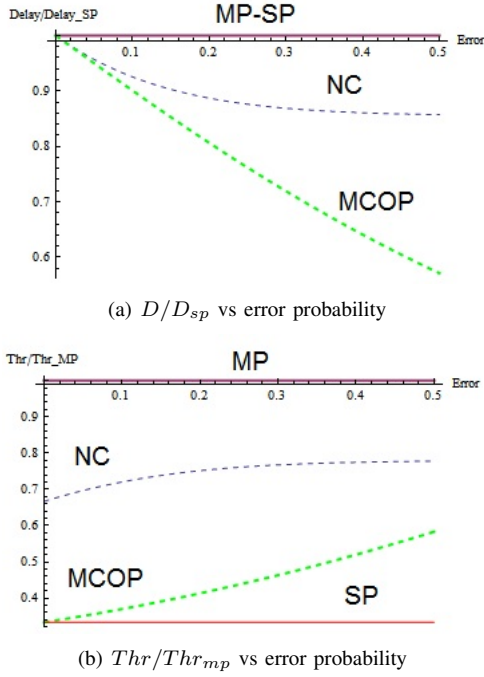 Delay/Delay_SP
MP-SP
0.1 0.2 0.3 0.4 0.5 Error
NC
0.9
0.8
MCOP
0.7
0.6
(a) D/D_{sp} vs error probability
Thr/Thr_MP
MP
0.1 0.2 0.3 0.4 0.5 Error
0.9
0.8
NC
0.7
0.6
0.5
MCOP
SP
0.4
(b) Thr/Thr_{mp} vs error probability